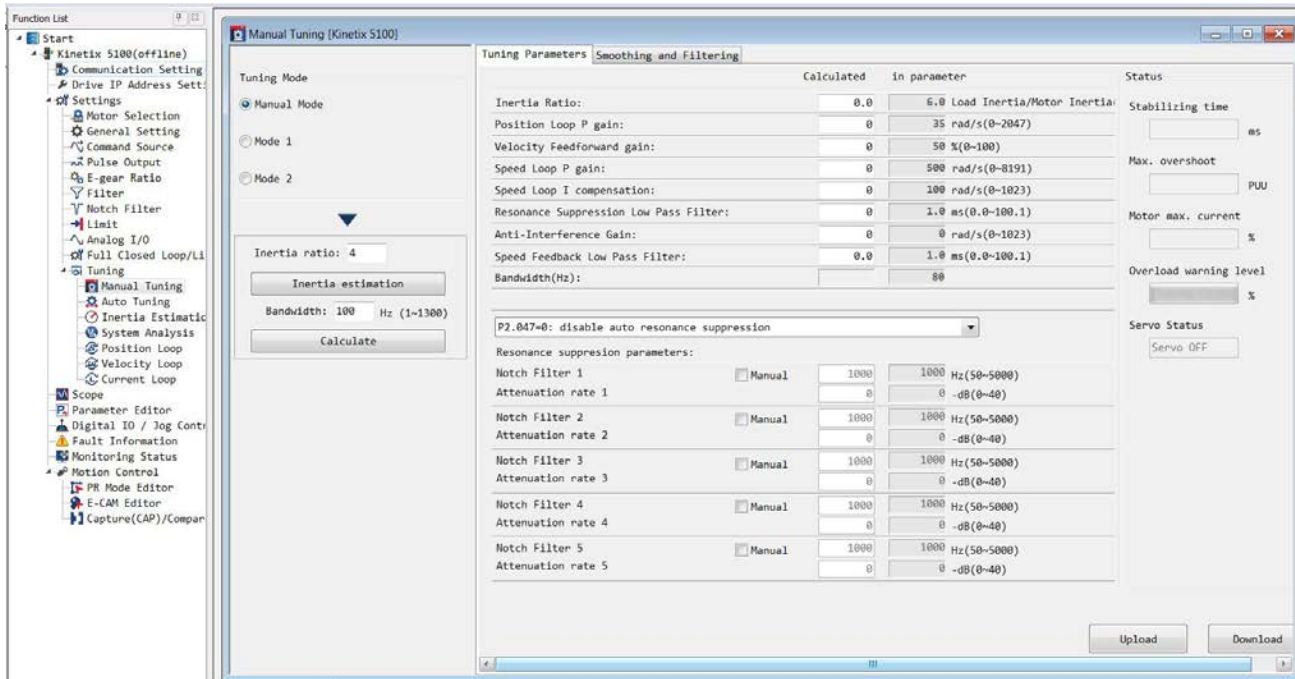 Function List
Start
Kinetix 5100(offline)
Communication Setting
Drive IP Address Sett:
Settings
Motor Selection
General Setting
Command Source
Pulse Output
E-gear Ratio
Filter
Notch Filter
Limit
Analog I/O
Full Closed Loop/Li
Tuning
Manual Tuning
Auto Tuning
Inertia Estimatic
System Analysis
Position Loop
Velocity Loop
Current Loop
Scope
Parameter Editor
Digital IO / Jog Contr
Fault Information
Monitoring Status
Motion Control
PR Mode Editor
E-CAM Editor
Capture(CAP)/Compar
Manual Tuning [Kinetix 5100]
Tuning Mode
Manual Mode
Mode 1
Mode 2
Inertia ratio: 4
Inertia estimation
Bandwidth: 100 Hz (1~1300)
Calculate
Tuning Parameters Smoothing and Filtering
Calculated in parameter
Inertia Ratio: 0.0 6.0 Load Inertia/Motor Inertia
Position Loop P gain: 0 35 rad/s(0~2047)
Velocity Feedforward gain: 0 50 %(0~100)
Speed Loop P gain: 0 500 rad/s(0~8191)
Speed Loop I compensation: 0 100 rad/s(0~1023)
Resonance Suppression Low Pass Filter: 0 1.0 ms(0.0~100.1)
Anti-Interference Gain: 0 0 rad/s(0~1023)
Speed Feedback Low Pass Filter: 0.0 1.0 ms(0.0~100.1)
Bandwidth(Hz): 80
P2.047=0: disable auto resonance suppression
Resonance suppresion parameters:
Notch Filter 1 Manual 1000 1000 Hz(50~5000)
Attenuation rate 1 0 0 -dB(0~40)
Notch Filter 2 Manual 1000 1000 Hz(50~5000)
Attenuation rate 2 0 0 -dB(0~40)
Notch Filter 3 Manual 1000 1000 Hz(50~5000)
Attenuation rate 3 0 0 -dB(0~40)
Notch Filter 4 Manual 1000 1000 Hz(50~5000)
Attenuation rate 4 0 0 -dB(0~40)
Notch Filter 5 Manual 1000 1000 Hz(50~5000)
Attenuation rate 5 0 0 -dB(0~40)
Status
Stabilizing time
ms
Max. overshoot
PUU
Motor max. current
%
Overload warning level
%
Servo Status
Servo OFF
Upload Download